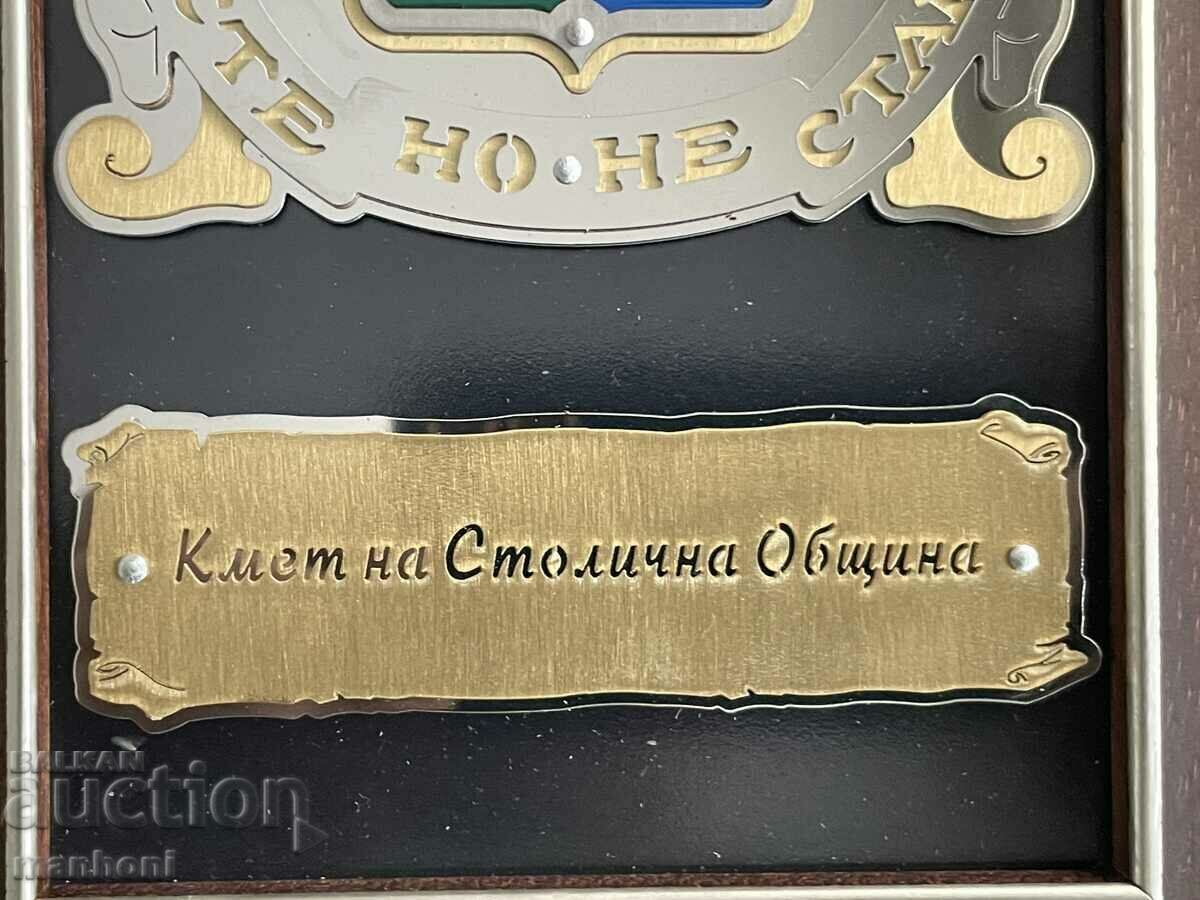 НО·НЕ
Кмет на Столична Община
BALKAN
auction
manhoni